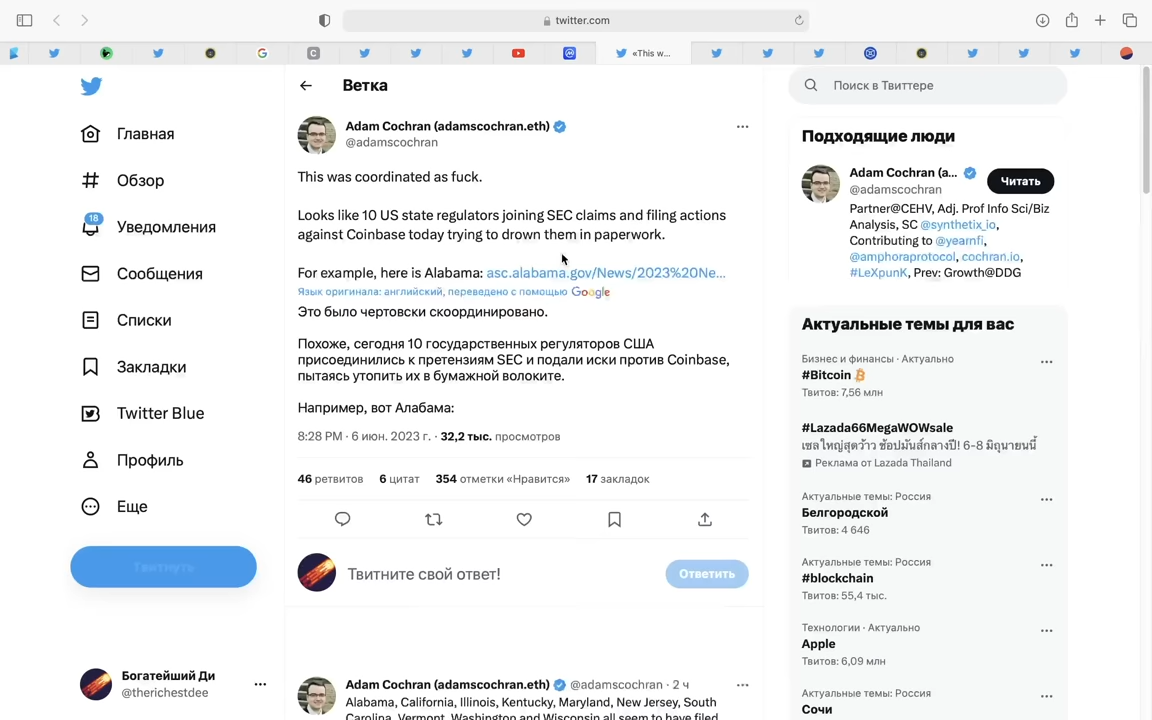 twitter.com
G
C
«This w...
Ветка
Поиск в Твиттере
Главная
Обзор
18
Уведомления
Сообщения
Списки
Закладки
Twitter Blue
Профиль
Еще
Твитнуть
Богатейший Ди
@therichestdee
Adam Cochran (adamscochran.eth)
@adamscochran
This was coordinated as fuck.
Looks like 10 US state regulators joining SEC claims and filing actions
against Coinbase today trying to drown them in paperwork.
For example, here is Alabama: asc.alabama.gov/News/2023%20Ne...
Язык оригинала: английский, переведено с помощью Google
Это было чертовски скоординировано.
Похоже, сегодня 10 государственных регуляторов США
присоединились к претензиям SEC и подали иски против Coinbase,
пытаясь утопить их в бумажной волоките.
Например, вот Алабама:
8:28 PM · 6 июн. 2023 г. · 32,2 тыс. просмотров
46 ретвитов 6 цитат 354 отметки «Нравится» 17 закладок
Твитните свой ответ!
Ответить
Adam Cochran (adamscochran.eth) @adamscochran · 2 ч
Alabama, California, Illinois, Kentucky, Maryland, New Jersey, South
Carolina, Vermont, Washington and Wisconsin all seem to have filed
Подходящие люди
Adam Cochran (a...
@adamscochran
Читать
Partner@CEHV, Adj. Prof Info Sci/Biz
Analysis, SC @synthetix_io,
Contributing to @yearnfi,
@amphoraprotocol, cochran.io,
#LeXpunK, Prev: Growth@DDG
Актуальные темы для вас
Бизнес и финансы · Актуально
#Bitcoin
Твитов: 7,56 млн
#Lazada66MegaWOWsale
เซลใหญ่สุดว้าว ช้อปมันส์กลางปี! 6-8 มิถุนายนนี้
Реклама от Lazada Thailand
Актуальные темы: Россия
Белгородской
Твитов: 4 646
Актуальные темы: Россия
#blockchain
Твитов: 55,4 тыс.
Технологии · Актуально
Apple
Твитов: 6,09 млн
Актуальные темы: Россия
Сочи